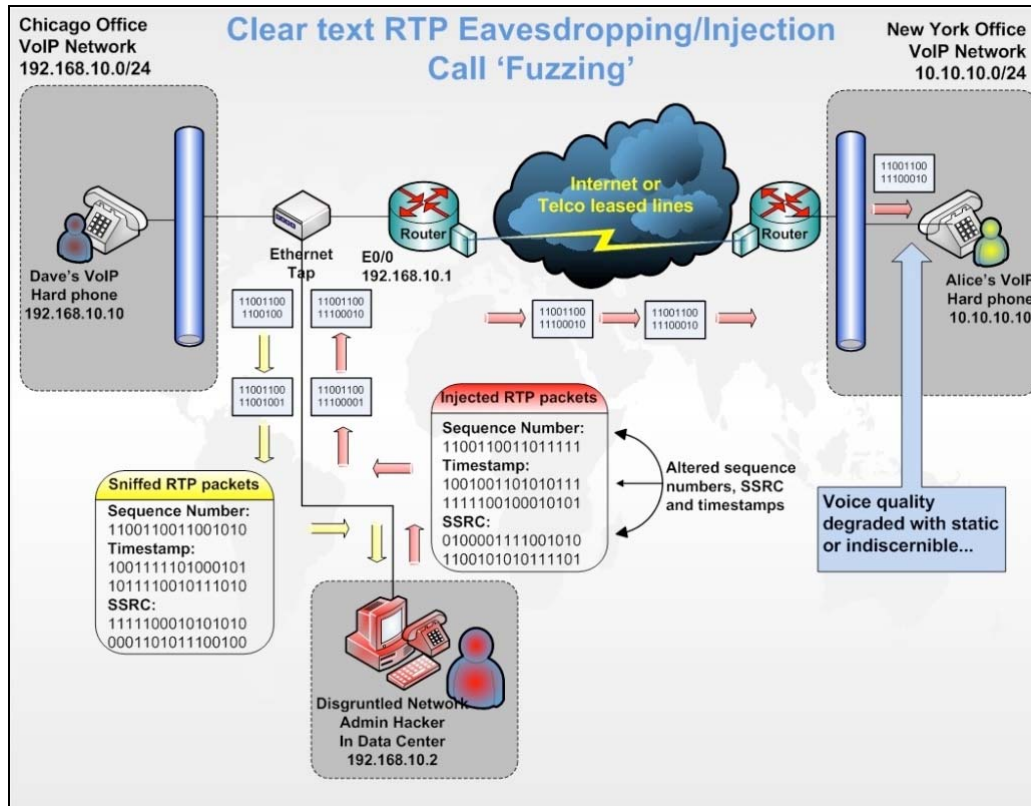 Chicago Office
VoIP Network
192.168.10.0/24
Clear text RTP Eavesdropping/Injection
Call ‘Fuzzing’
New York Office
VoIP Network
10.10.10.0/24
Dave's VoIP
Hard phone
192.168.10.10
Ethernet
Tap
Router
E0/0
192.168.10.1
Internet or
Telco leased lines
Router
11001100
11100010
Alice's VoIP
Hard phone
10.10.10.10
11001100
1100100
11001100
11100010
11001100
11100010
11001100
11100010
11001100
11001001
11001100
11100001
Sniffed RTP packets
Sequence Number:
1100110011001010
Timestamp:
1001111101000101
1011110010111010
SSRC:
1111100010101010
0001101011100100
Injected RTP packets
Sequence Number:
1100110011011111
Timestamp:
1001001101010111
1111100100010101
SSRC:
0100001111001010
1100101010111101
Altered sequence
numbers, SSRC
and timestamps
Voice quality
degraded with static
or indiscernible...
Disgruntled Network
Admin Hacker
In Data Center
192.168.10.2